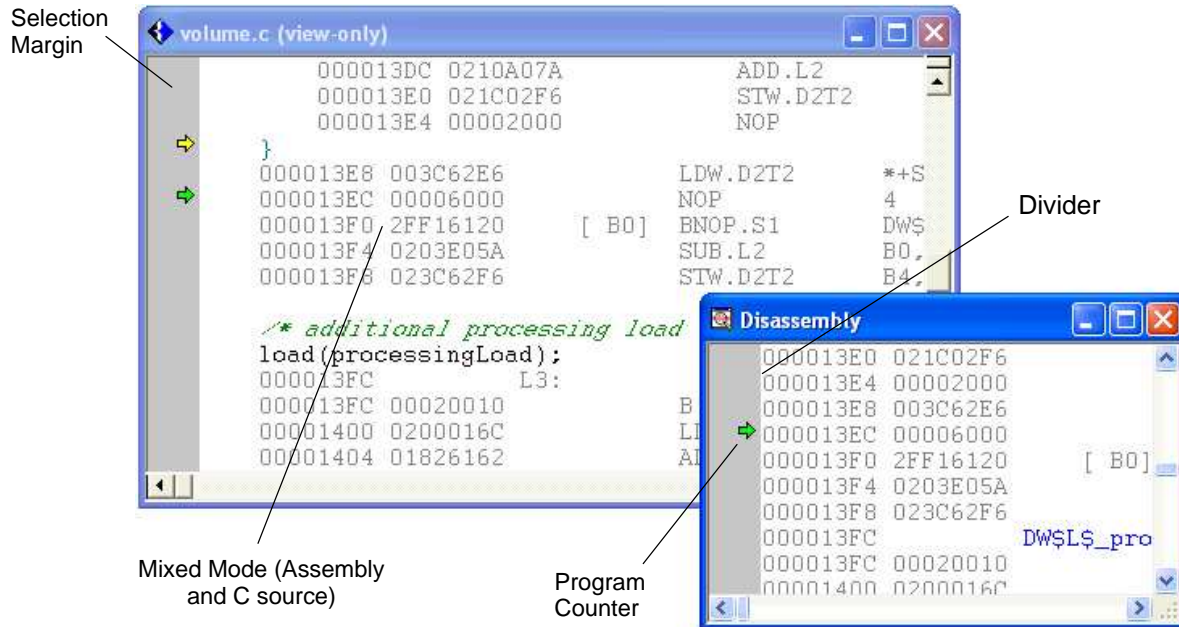 Selection
Margin
volume.c (view-only)
000013DC 0210A07A ADD.L2
000013E0 021C02F6 STW.D2T2
000013E4 00002000 NOP
}
000013E8 003C62E6 LDW.D2T2 *+S
000013EC 00006000 NOP 4
000013F0 2FF16120 [ B0] BNOP.S1 DW$
000013F4 0203E05A SUB.L2 B0,
000013F8 023C62F6 STW.D2T2 B4,
/* additional processing load
load(processingLoad);
000013FC L3:
000013FC 00020010 B
00001400 0200016C
00001404 01826162
Divider
Disassembly
000013E0 021C02F6
000013E4 00002000
000013E8 003C62E6
000013EC 00006000
000013F0 2FF16120 [ B0]
000013F4 0203E05A
000013F8 023C62F6
000013FC DW$L$_pro
000013FC 00020010
00001400 0200016C
Mixed Mode (Assembly
and C source)
Program
Counter